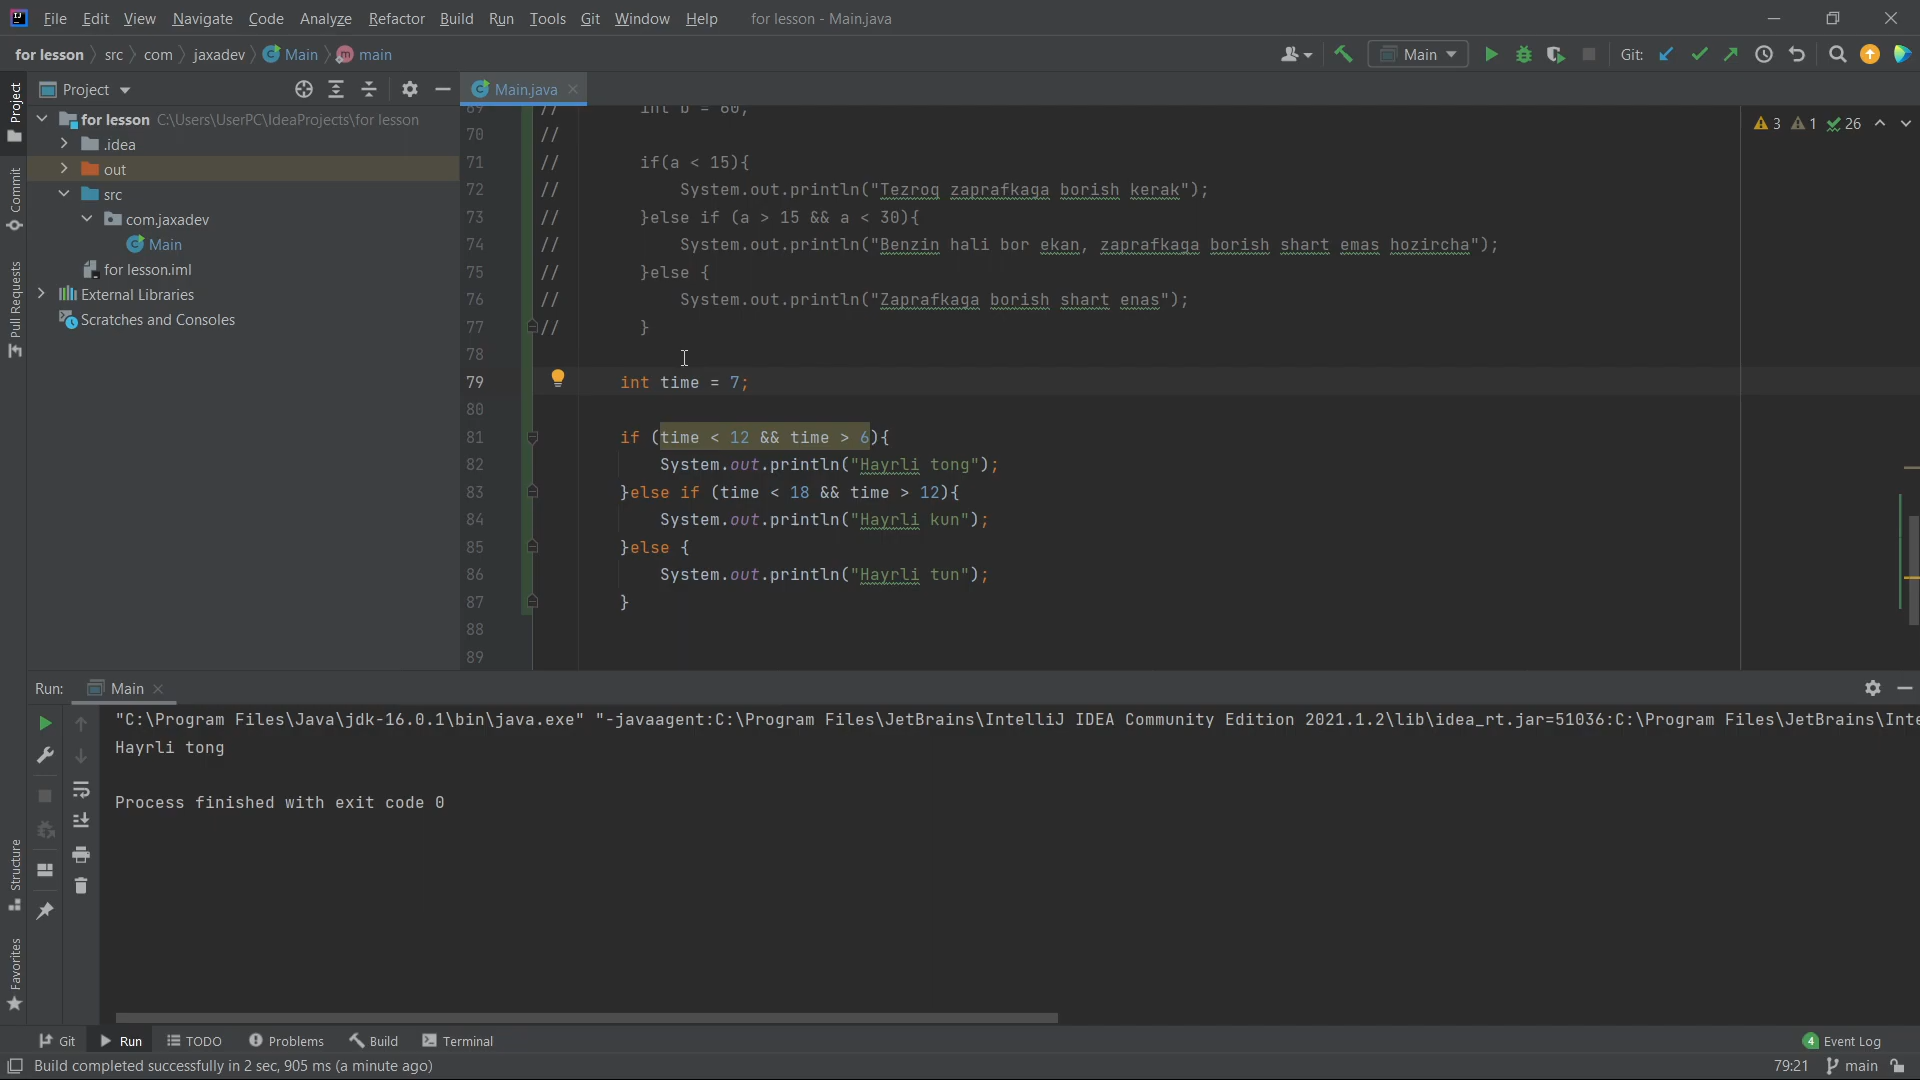 File Edit View Navigate Code Analyze Refactor Build Run Tools Git Window Help for lesson - Main.java
for lesson src com jaxadev Main main
Main
Git:
Project
Main.java
for lesson C:\Users\UserPC\IdeaProjects\for lesson
.idea
out
src
com.jaxadev
Main
for lesson.iml
External Libraries
Scratches and Consoles
Project
Commit
Pull Requests
Structure
Favorites
3 1 26
69 // int b = 60;
70 //
71 // if(a < 15){
72 // System.out.println("Tezroq zaprafkaga borish kerak");
73 // }else if (a > 15 && a < 30){
74 // System.out.println("Benzin hali bor ekan, zaprafkaga borish shart emas hozircha");
75 // }else {
76 // System.out.println("Zaprafkaga borish shart enas");
77 // }
78
79 int time = 7;
80
81 if (time < 12 && time > 6){
82 System.out.println("Hayrli tong");
83 }else if (time < 18 && time > 12){
84 System.out.println("Hayrli kun");
85 }else {
86 System.out.println("Hayrli tun");
87 }
88
89
Run: Main
"C:\Program Files\Java\jdk-16.0.1\bin\java.exe" "-javaagent:C:\Program Files\JetBrains\IntelliJ IDEA Community Edition 2021.1.2\lib\idea_rt.jar=51036:C:\Program Files\JetBrains\Inte
Hayrli tong
Process finished with exit code 0
Git Run TODO Problems Build Terminal
4 Event Log
Build completed successfully in 2 sec, 905 ms (a minute ago)
79:21 main